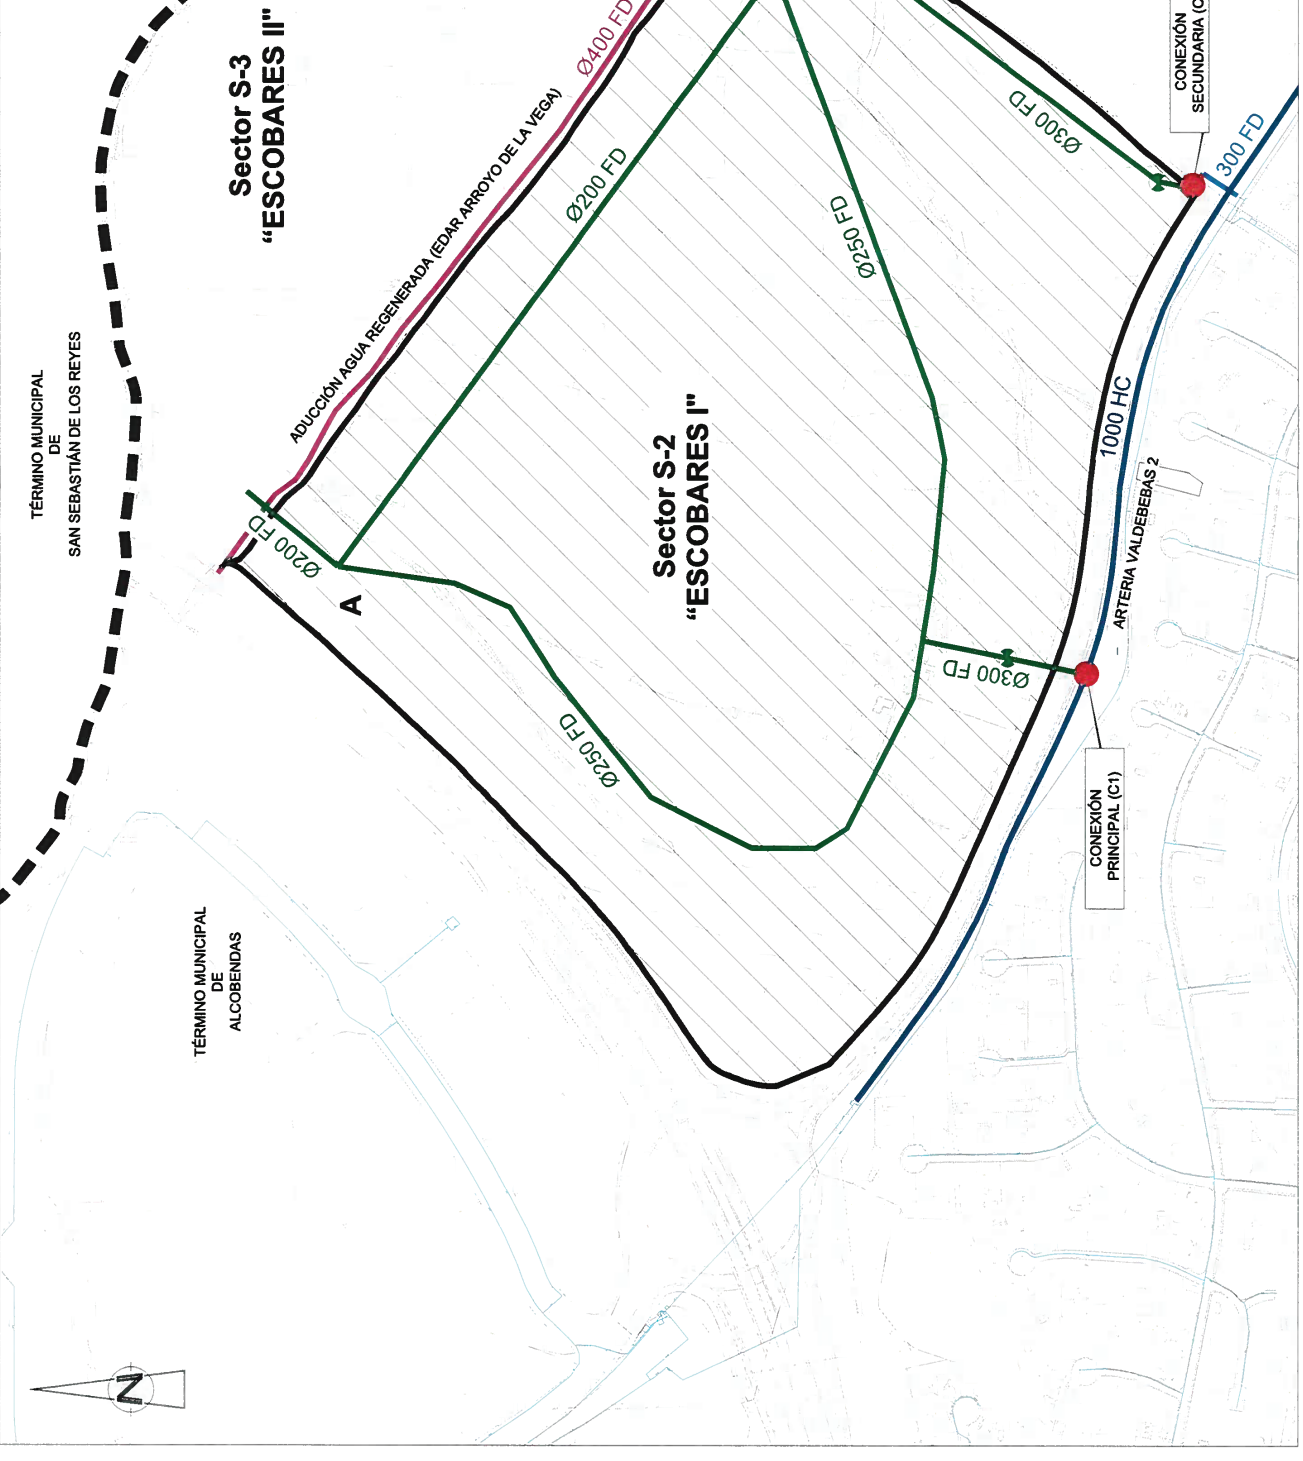 Sector S-3
“ESCOBARES II"
TÉRMINO MUNICIPAL
DE
SAN SEBASTIÁN DE LOS REYES
Ø400 FD
ADUCCIÓN AGUA REGENERADA (EDAR ARROYO DE LA VEGA)
Ø200 FD
Ø200 FD
A
Ø250 FD
Ø300 FD
CONEXIÓN
SECUNDARIA (C
300 FD
Sector S-2
“ESCOBARES I"
1000 HC
ARTERIA VALDEBEBAS 2
Ø300 FD
Ø250 FD
CONEXIÓN
PRINCIPAL (C1)
TÉRMINO MUNICIPAL
DE
ALCOBENDAS
N